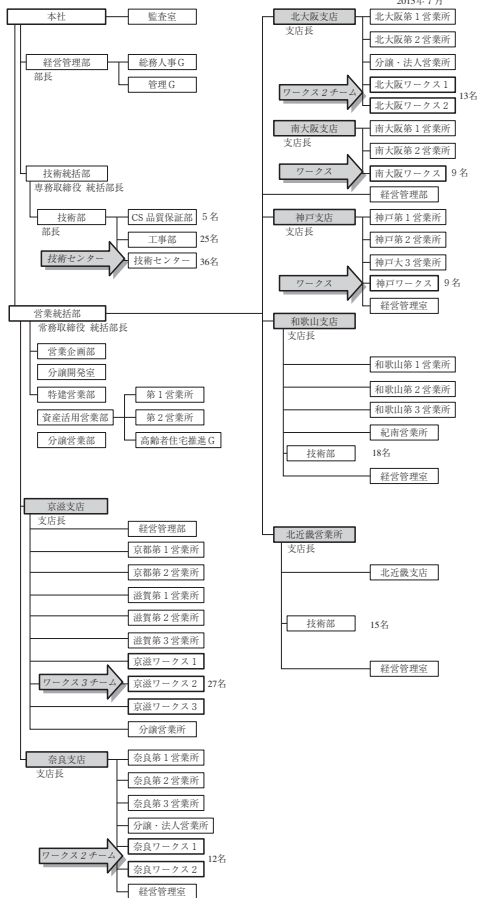 2015年7月
本社
監査室
経営管理部
部長
総務人事G
管理G
技術統括部
専務取締役 統括部長
技術部
部長
CS品質保証部 5名
工事部 25名
技術センター
技術センター 36名
営業統括部
常務取締役 統括部長
営業企画部
分譲開発室
特建営業部
資産活用営業部
第1営業所
第2営業所
高齢者住宅推進G
分譲営業部
京滋支店
支店長
経営管理部
京都第1営業所
京都第2営業所
滋賀第1営業所
滋賀第2営業所
滋賀第3営業所
京滋ワークス1
ワークス3チーム
京滋ワークス2 27名
京滋ワークス3
分譲営業所
奈良支店
支店長
奈良第1営業所
奈良第2営業所
奈良第3営業所
分譲・法人営業所
ワークス2チーム
奈良ワークス1
12名
奈良ワークス2
経営管理室
北大阪支店
支店長
北大阪第1営業所
北大阪第2営業所
分譲・法人営業所
ワークス2チーム
北大阪ワークス1
13名
北大阪ワークス2
南大阪支店
支店長
南大阪第1営業所
南大阪第2営業所
ワークス
南大阪ワークス 9名
経営管理部
神戸支店
支店長
神戸第1営業所
神戸第2営業所
神戸大3営業所
ワークス
神戸ワークス 9名
経営管理室
和歌山支店
支店長
和歌山第1営業所
和歌山第2営業所
和歌山第3営業所
紀南営業所
技術部 18名
経営管理室
北近畿営業所
支店長
北近畿支店
技術部 15名
経営管理室